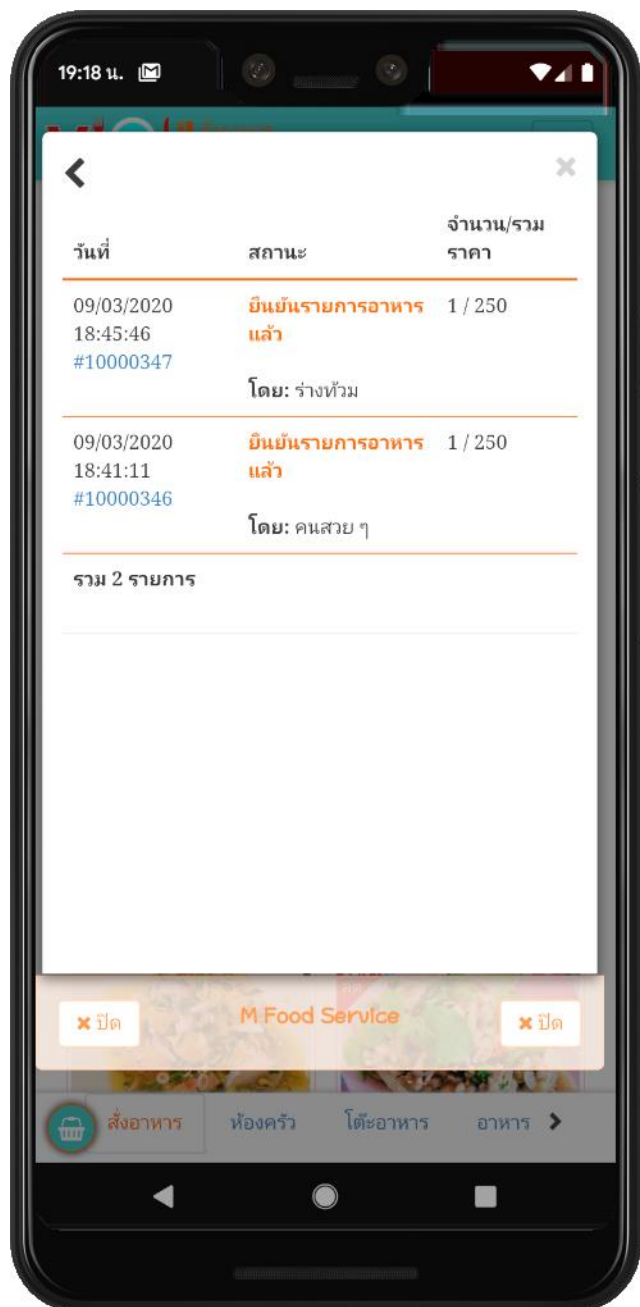 19:18 น.
วันที่
สถานะ
จำนวน/รวม
ราคา
09/03/2020
18:45:46
#10000347
ยืนยันรายการอาหาร
แล้ว
โดย: ร่างท้วม
1 / 250
09/03/2020
18:41:11
#10000346
ยืนยันรายการอาหาร
แล้ว
โดย: คนสวย ๆ
1 / 250
รวม 2 รายการ
ปิด
M Food Service
ปิด
สั่งอาหาร
ห้องครัว
โต๊ะอาหาร
อาหาร